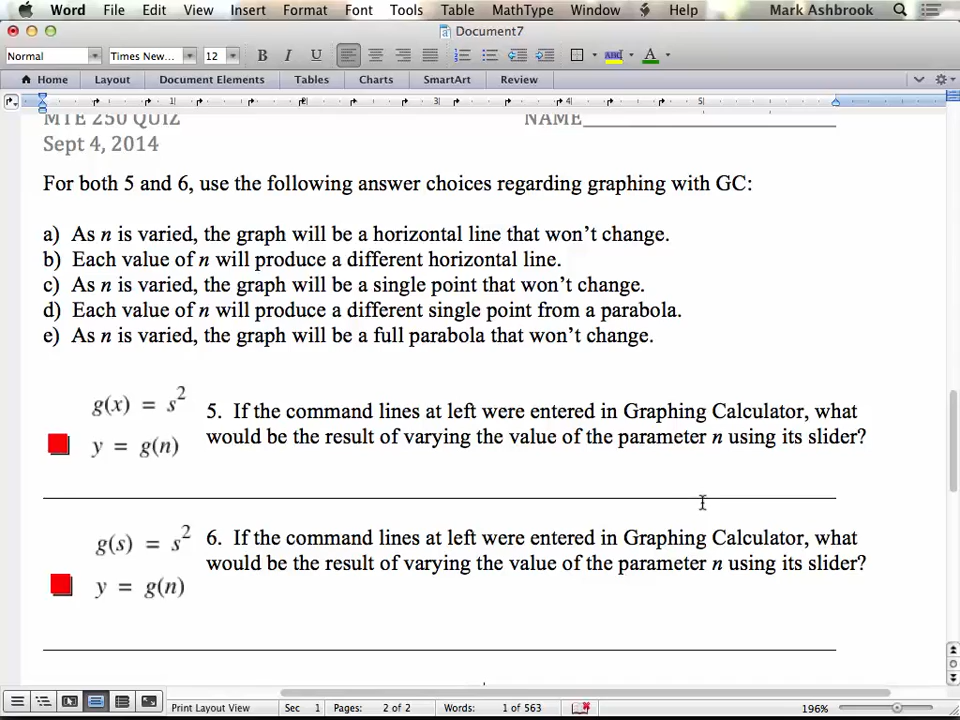 Word File Edit View Insert Format Font Tools Table MathType Window Help Mark Ashbrook
Document7
Normal Times New... 12 B I U A
Home Layout Document Elements Tables Charts SmartArt Review
1 2 3 4 5
MTE 250 QUIZ NAME
Sept 4, 2014
For both 5 and 6, use the following answer choices regarding graphing with GC:
a) As n is varied, the graph will be a horizontal line that won't change.
b) Each value of n will produce a different horizontal line.
c) As n is varied, the graph will be a single point that won't change.
d) Each value of n will produce a different single point from a parabola.
e) As n is varied, the graph will be a full parabola that won't change.
g(x) = s²
y = g(n)
5. If the command lines at left were entered in Graphing Calculator, what
would be the result of varying the value of the parameter n using its slider?
g(s) = s²
y = g(n)
6. If the command lines at left were entered in Graphing Calculator, what
would be the result of varying the value of the parameter n using its slider?
Print Layout View Sec 1 Pages: 2 of 2 Words: 1 of 563 196%